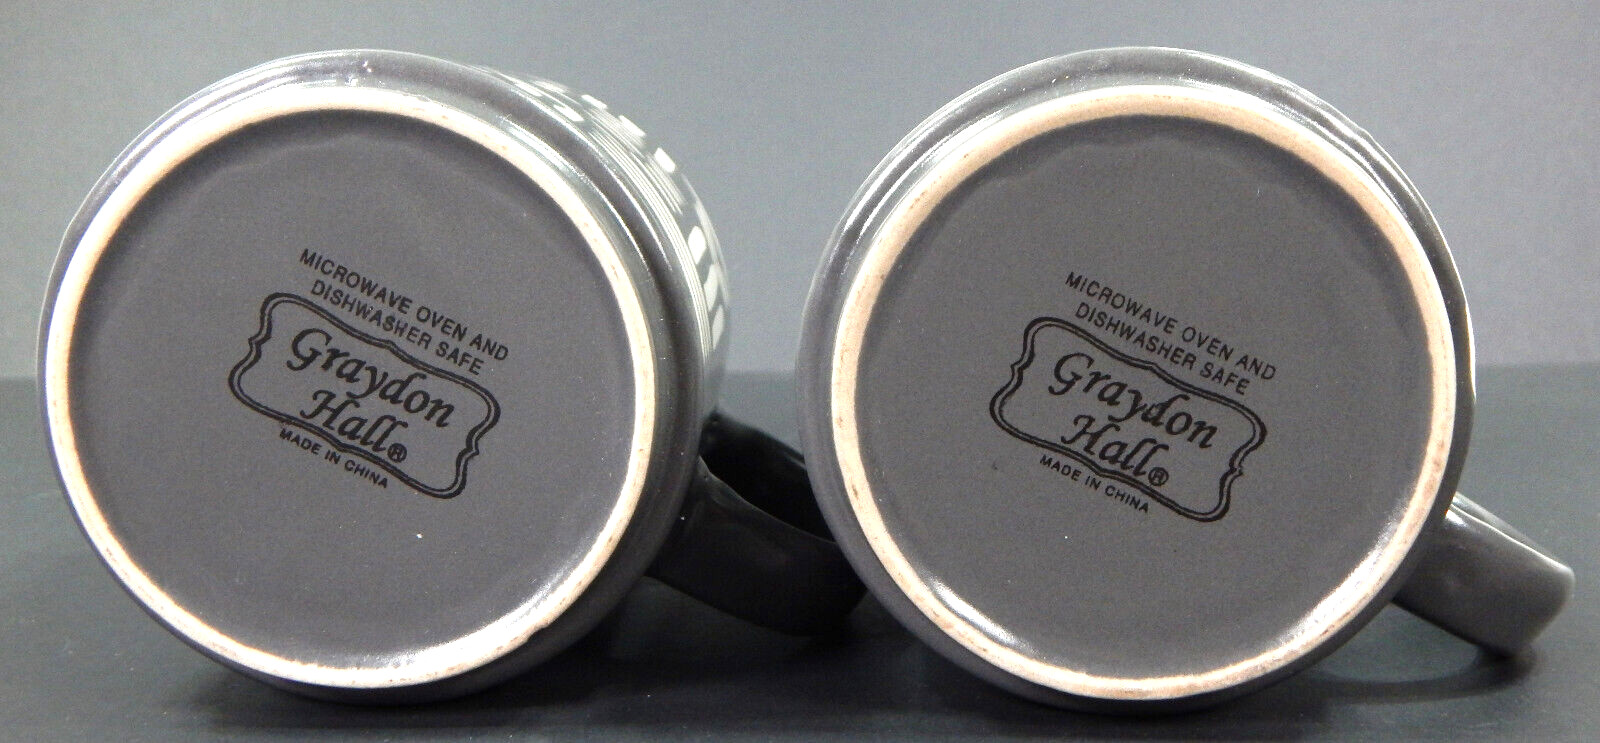 MICROWAVE OVEN AND
DISHWASHER SAFE
Graydon
Hall®
MADE IN CHINA
MICROWAVE OVEN AND
DISHWASHER SAFE
Graydon
Hall®
MADE IN CHINA